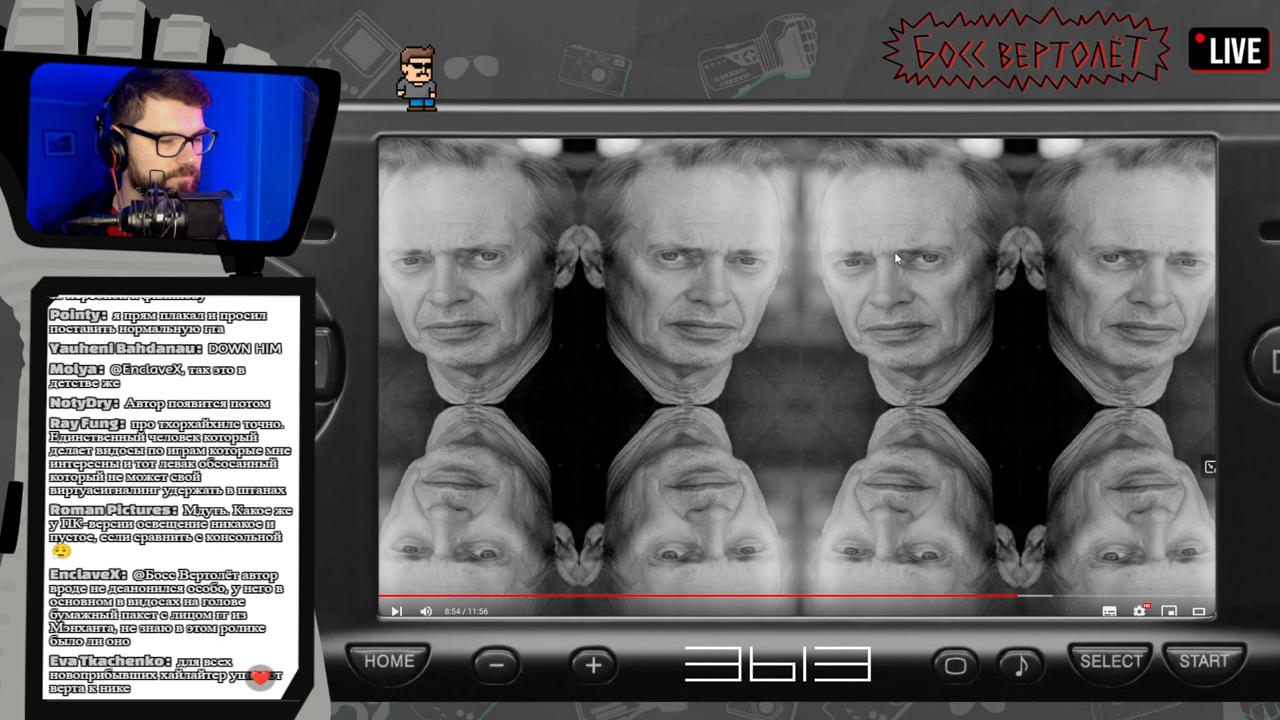 БОСС ВЕРТОЛЁТ
LIVE
Pointy: я прям плакал и просил
поставить нормальную гта
Yauheni Bahdanau: DOWN HIM
Molya: @EnclaveX, так это в
детстве же
NotyDry: Автор появится потом
Ray Fung: про тхорхайхилс точно.
Единственный человек который
делает видосы по играм которые мне
интересны и тот левак обсосанный
который не может свой
виртуасигналинг удержать в штанах
Roman Pictures: Мдуть. Какое же
у ПК-версии освещение никакое и
пустое, если сравнить с консольной
EnclaveX: @Босс Вертолёт автор
вроде не деанонился особо, у него в
основном в видосах на голове
бумажный пакет с лицом гг из
Мэнханта, не знаю в этом ролике
было ли оно
Eva Tkachenko: для всех
новоприбывших хайлайтер
верта к нике
8:54 / 11:56
HD
HOME
3613
SELECT
START